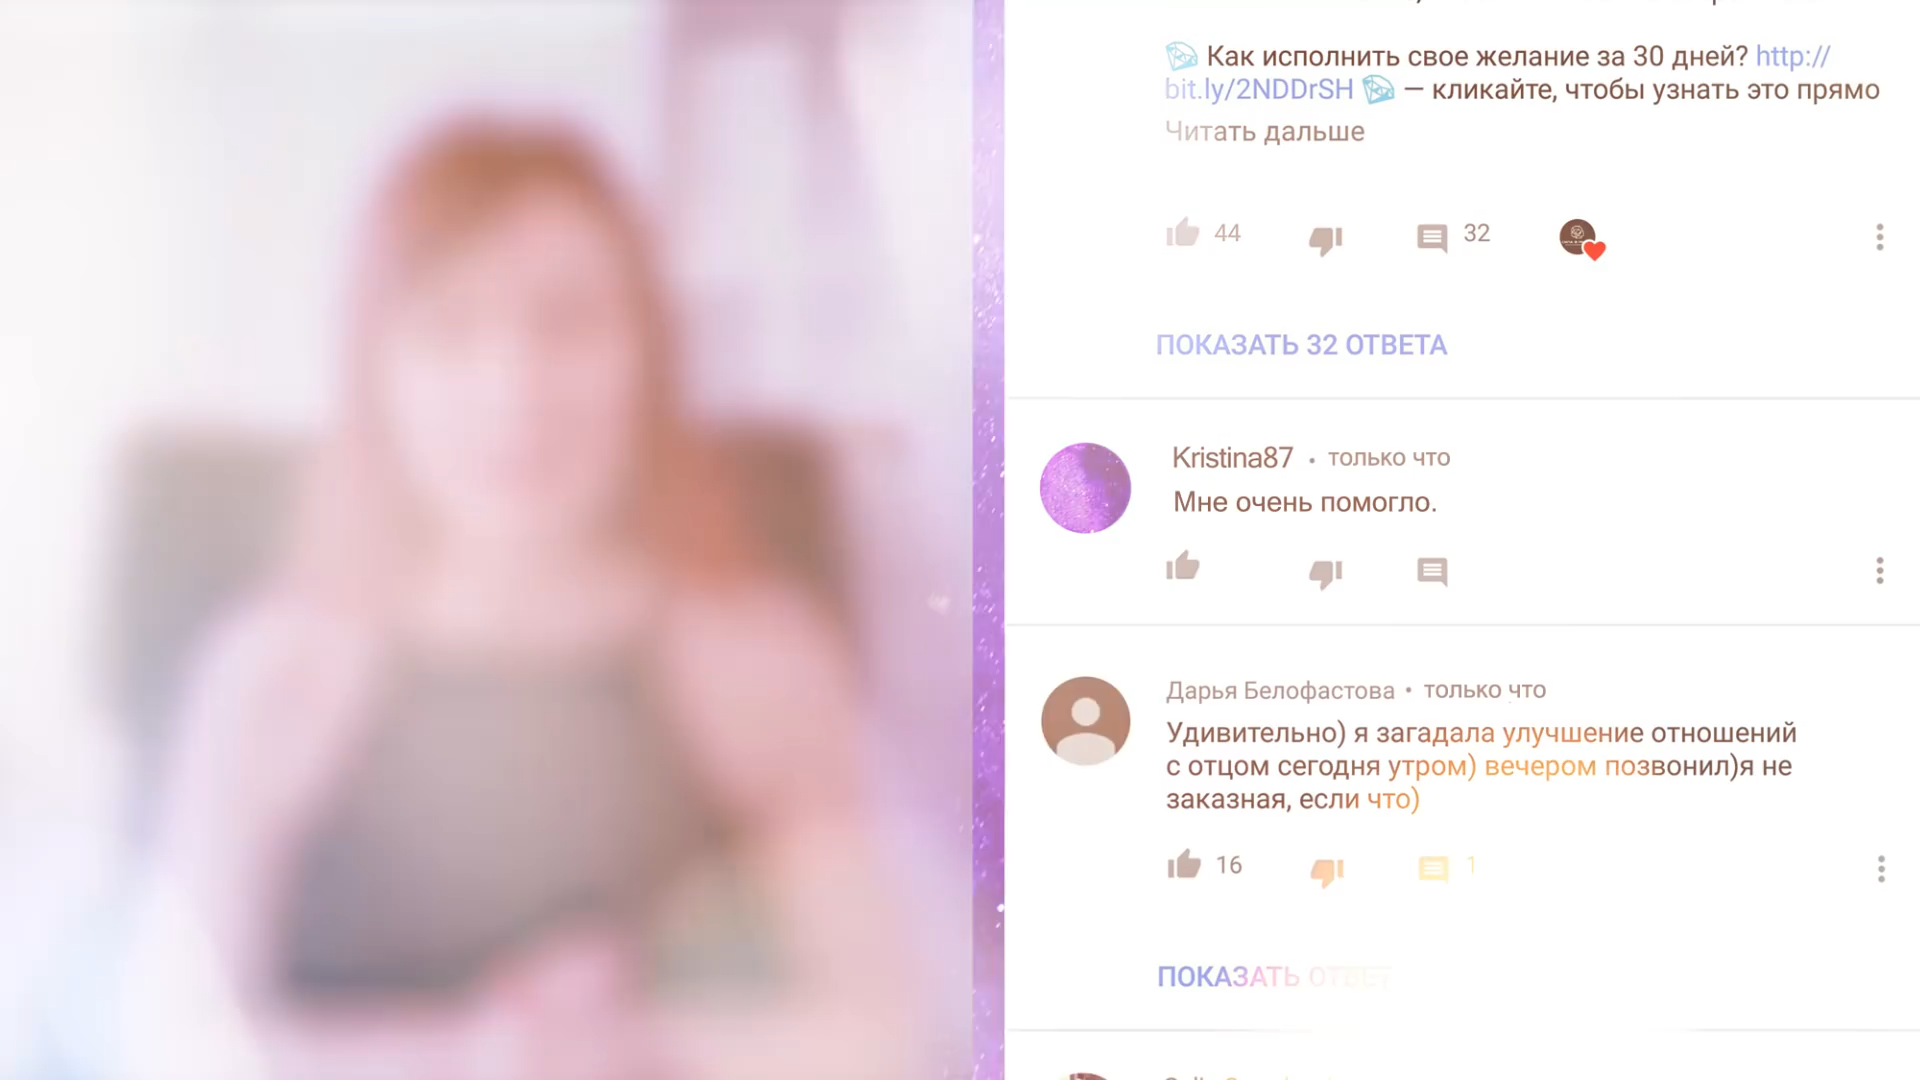 Как исполнить свое желание за 30 дней? http://
bit.ly/2NDDrSH — кликайте, чтобы узнать это прямо
Читать дальше
44 32
ПОКАЗАТЬ 32 ОТВЕТА
Kristina87 • только что
Мне очень помогло.
Дарья Белофастова • только что
Удивительно) я загадала улучшение отношений
с отцом сегодня утром) вечером позвонил)я не
заказная, если что)
16 1
ПОКАЗАТЬ ОТВЕТ